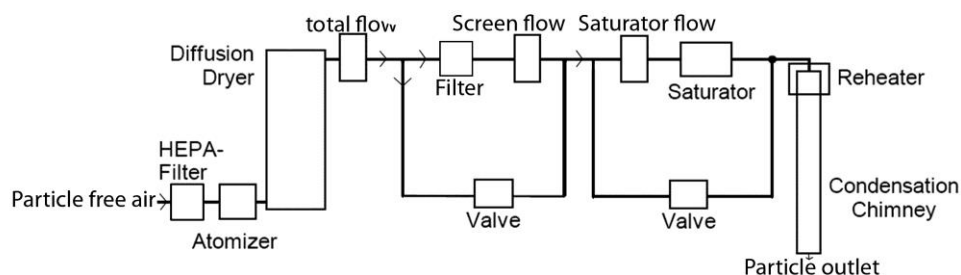 total flow
Screen flow
Saturator flow
Diffusion
Dryer
Filter
Saturator
Reheater
HEPA-
Filter
Particle free air
Atomizer
Valve
Valve
Condensation
Chimney
Particle outlet